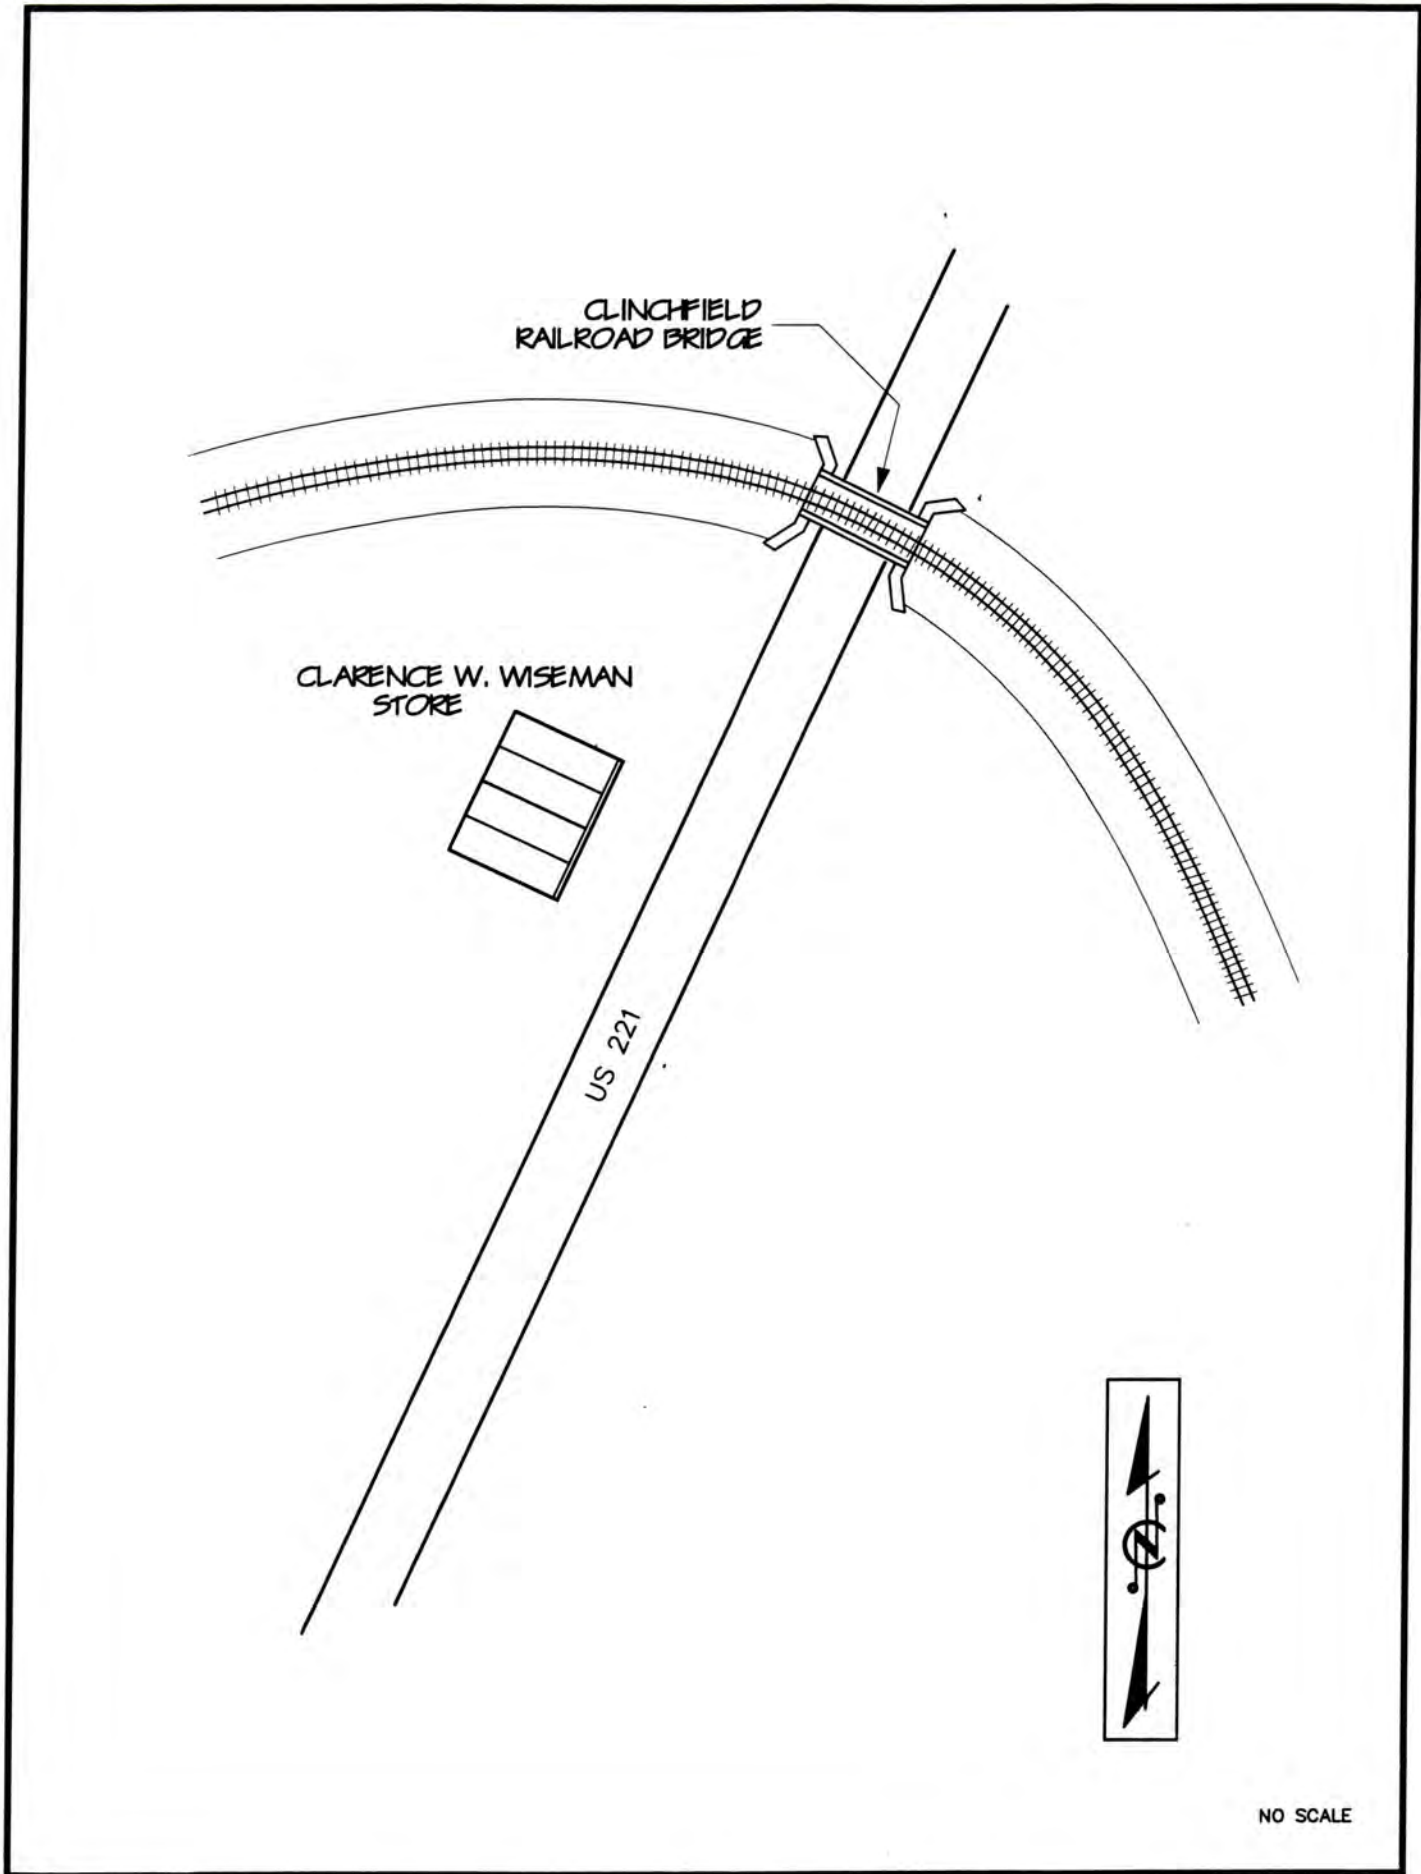 CLINCHFIELD
RAILROAD BRIDGE
CLARENCE W. WISEMAN
STORE
US 221
N
NO SCALE